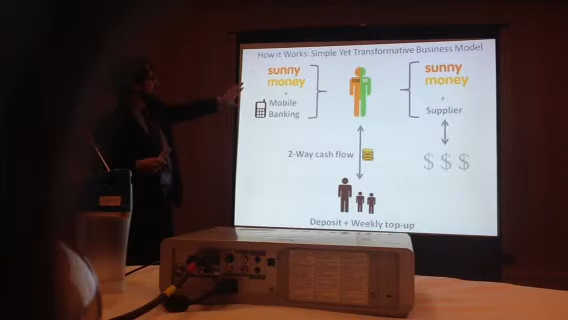 How it Works: Simple Yet Transformative Business Model
sunny
money
+
Mobile
Banking
sunny
money
+
Supplier
2-Way cash flow
$ $ $
Deposit + Weekly top-up